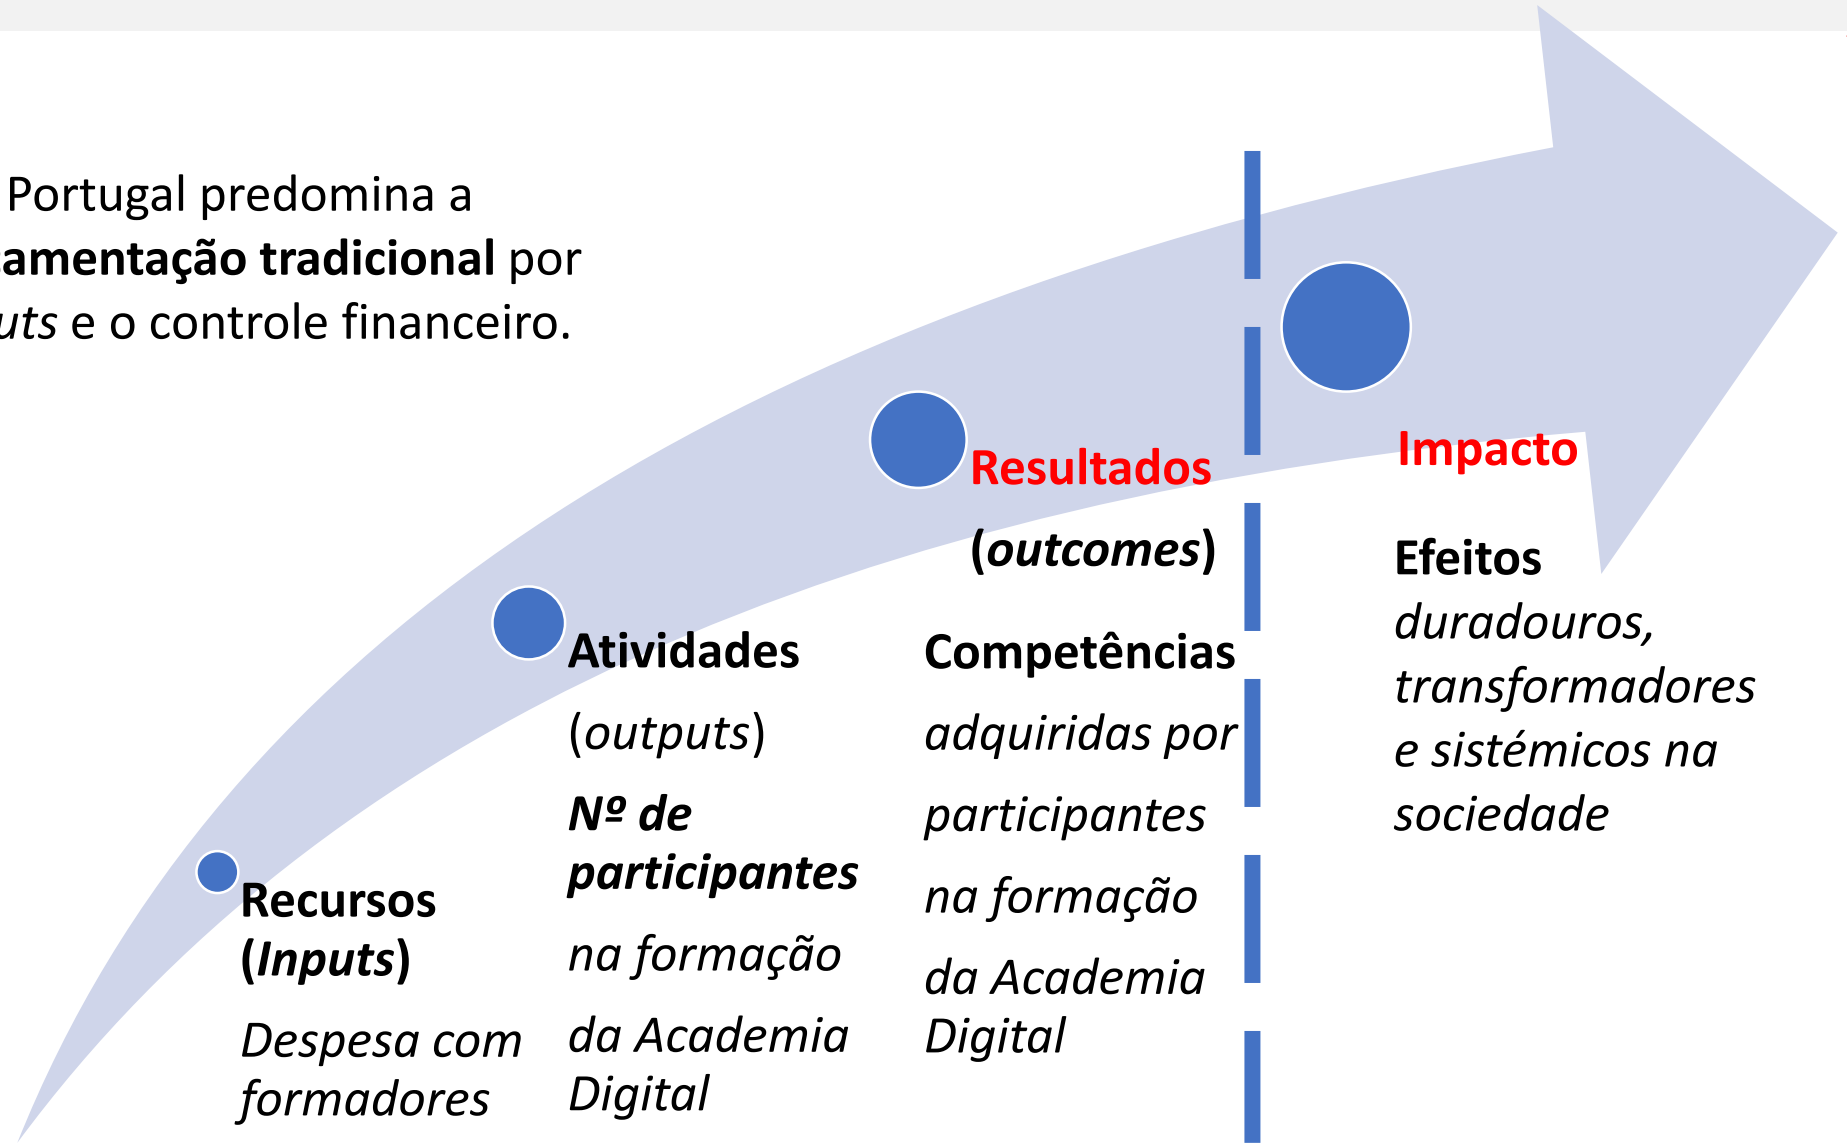 Portugal predomina a
amentação tradicional por
uts e o controle financeiro.
Resultados
(outcomes)
Impacto
Efeitos
duradouros,
transformadores
e sistémicos na
sociedade
Atividades
(outputs)
Nº de
participantes
na formação
da Academia
Digital
Competências
adquiridas por
participantes
na formação
da Academia
Digital
Recursos
(Inputs)
Despesa com
formadores